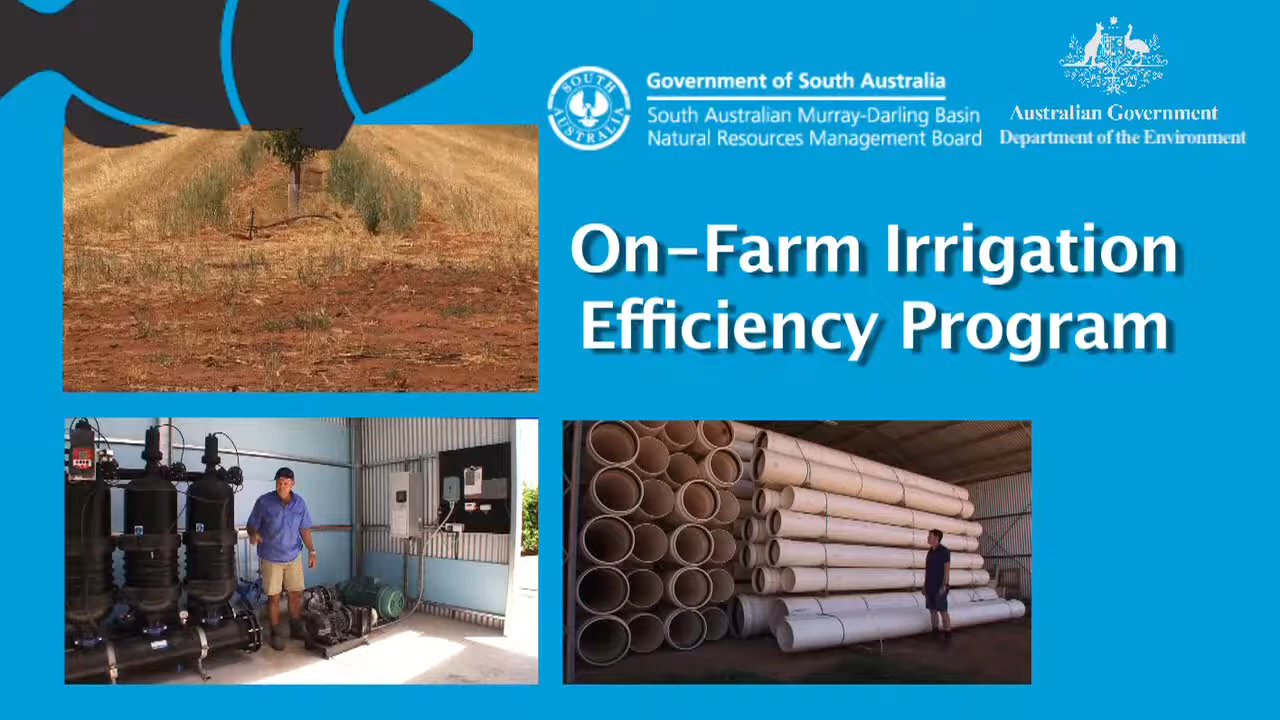 SOUTH
AUSTRALIA
Government of South Australia
South Australian Murray-Darling Basin
Natural Resources Management Board
Australian Government
Department of the Environment
On-Farm Irrigation
Efficiency Program